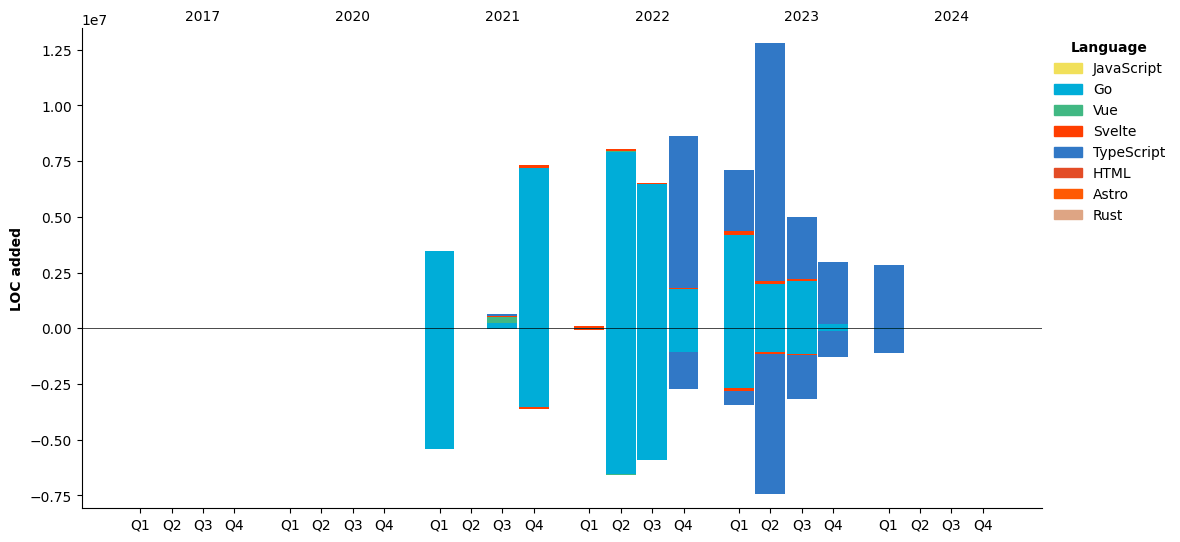 1e7
2017 2020 2021 2022 2023 2024
Language
JavaScript
Go
Vue
Svelte
TypeScript
HTML
Astro
Rust
LOC added
1.25
1.00
0.75
0.50
0.25
0.00
−0.25
−0.50
−0.75
Q1 Q2 Q3 Q4 Q1 Q2 Q3 Q4 Q1 Q2 Q3 Q4 Q1 Q2 Q3 Q4 Q1 Q2 Q3 Q4 Q1 Q2 Q3 Q4